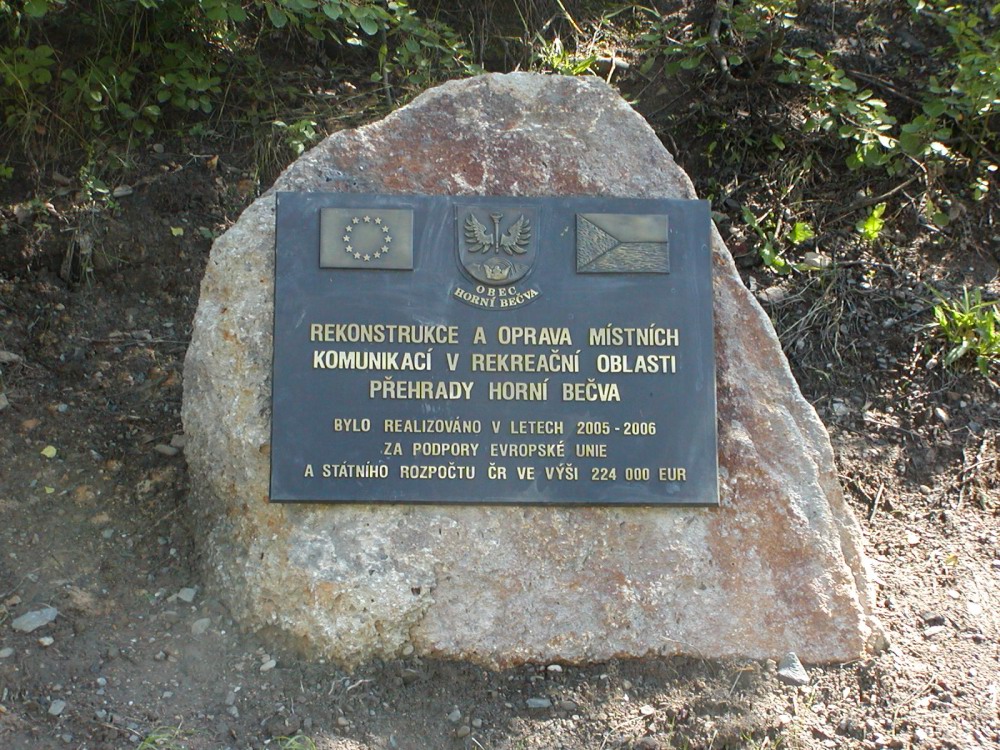 OBEC
HORNÍ BEČVA
REKONSTRUKCE A OPRAVA MÍSTNÍCH
KOMUNIKACÍ V REKREAČNÍ OBLASTI
PŘEHRADY HORNÍ BEČVA
BYLO REALIZOVÁNO V LETECH 2005-2006
ZA PODPORY EVROPSKÉ UNIE
A STÁTNÍHO ROZPOČTU ČR VE VÝŠI 224 000 EUR